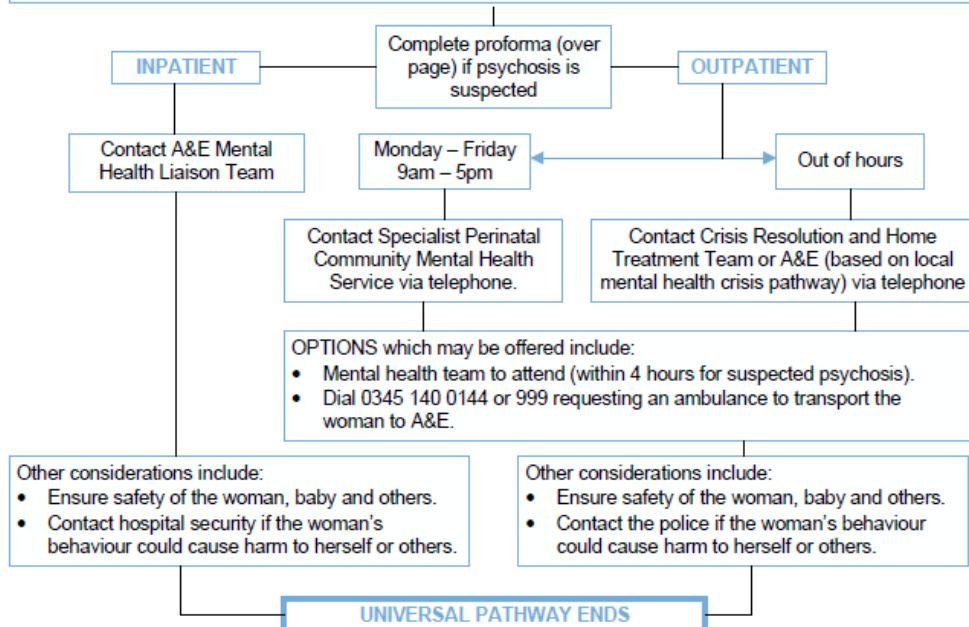 Complete proforma (over
page) if psychosis is
suspected
INPATIENT
OUTPATIENT
Contact A&E Mental
Health Liaison Team
Monday – Friday
9am – 5pm
Out of hours
Contact Specialist Perinatal
Community Mental Health
Service via telephone.
Contact Crisis Resolution and Home
Treatment Team or A&E (based on local
mental health crisis pathway) via telephone
OPTIONS which may be offered include:
• Mental health team to attend (within 4 hours for suspected psychosis).
• Dial 0345 140 0144 or 999 requesting an ambulance to transport the
woman to A&E.
Other considerations include:
• Ensure safety of the woman, baby and others.
• Contact hospital security if the woman's
behaviour could cause harm to herself or others.
Other considerations include:
• Ensure safety of the woman, baby and others.
• Contact the police if the woman's behaviour
could cause harm to herself or others.
UNIVERSAL PATHWAY ENDS